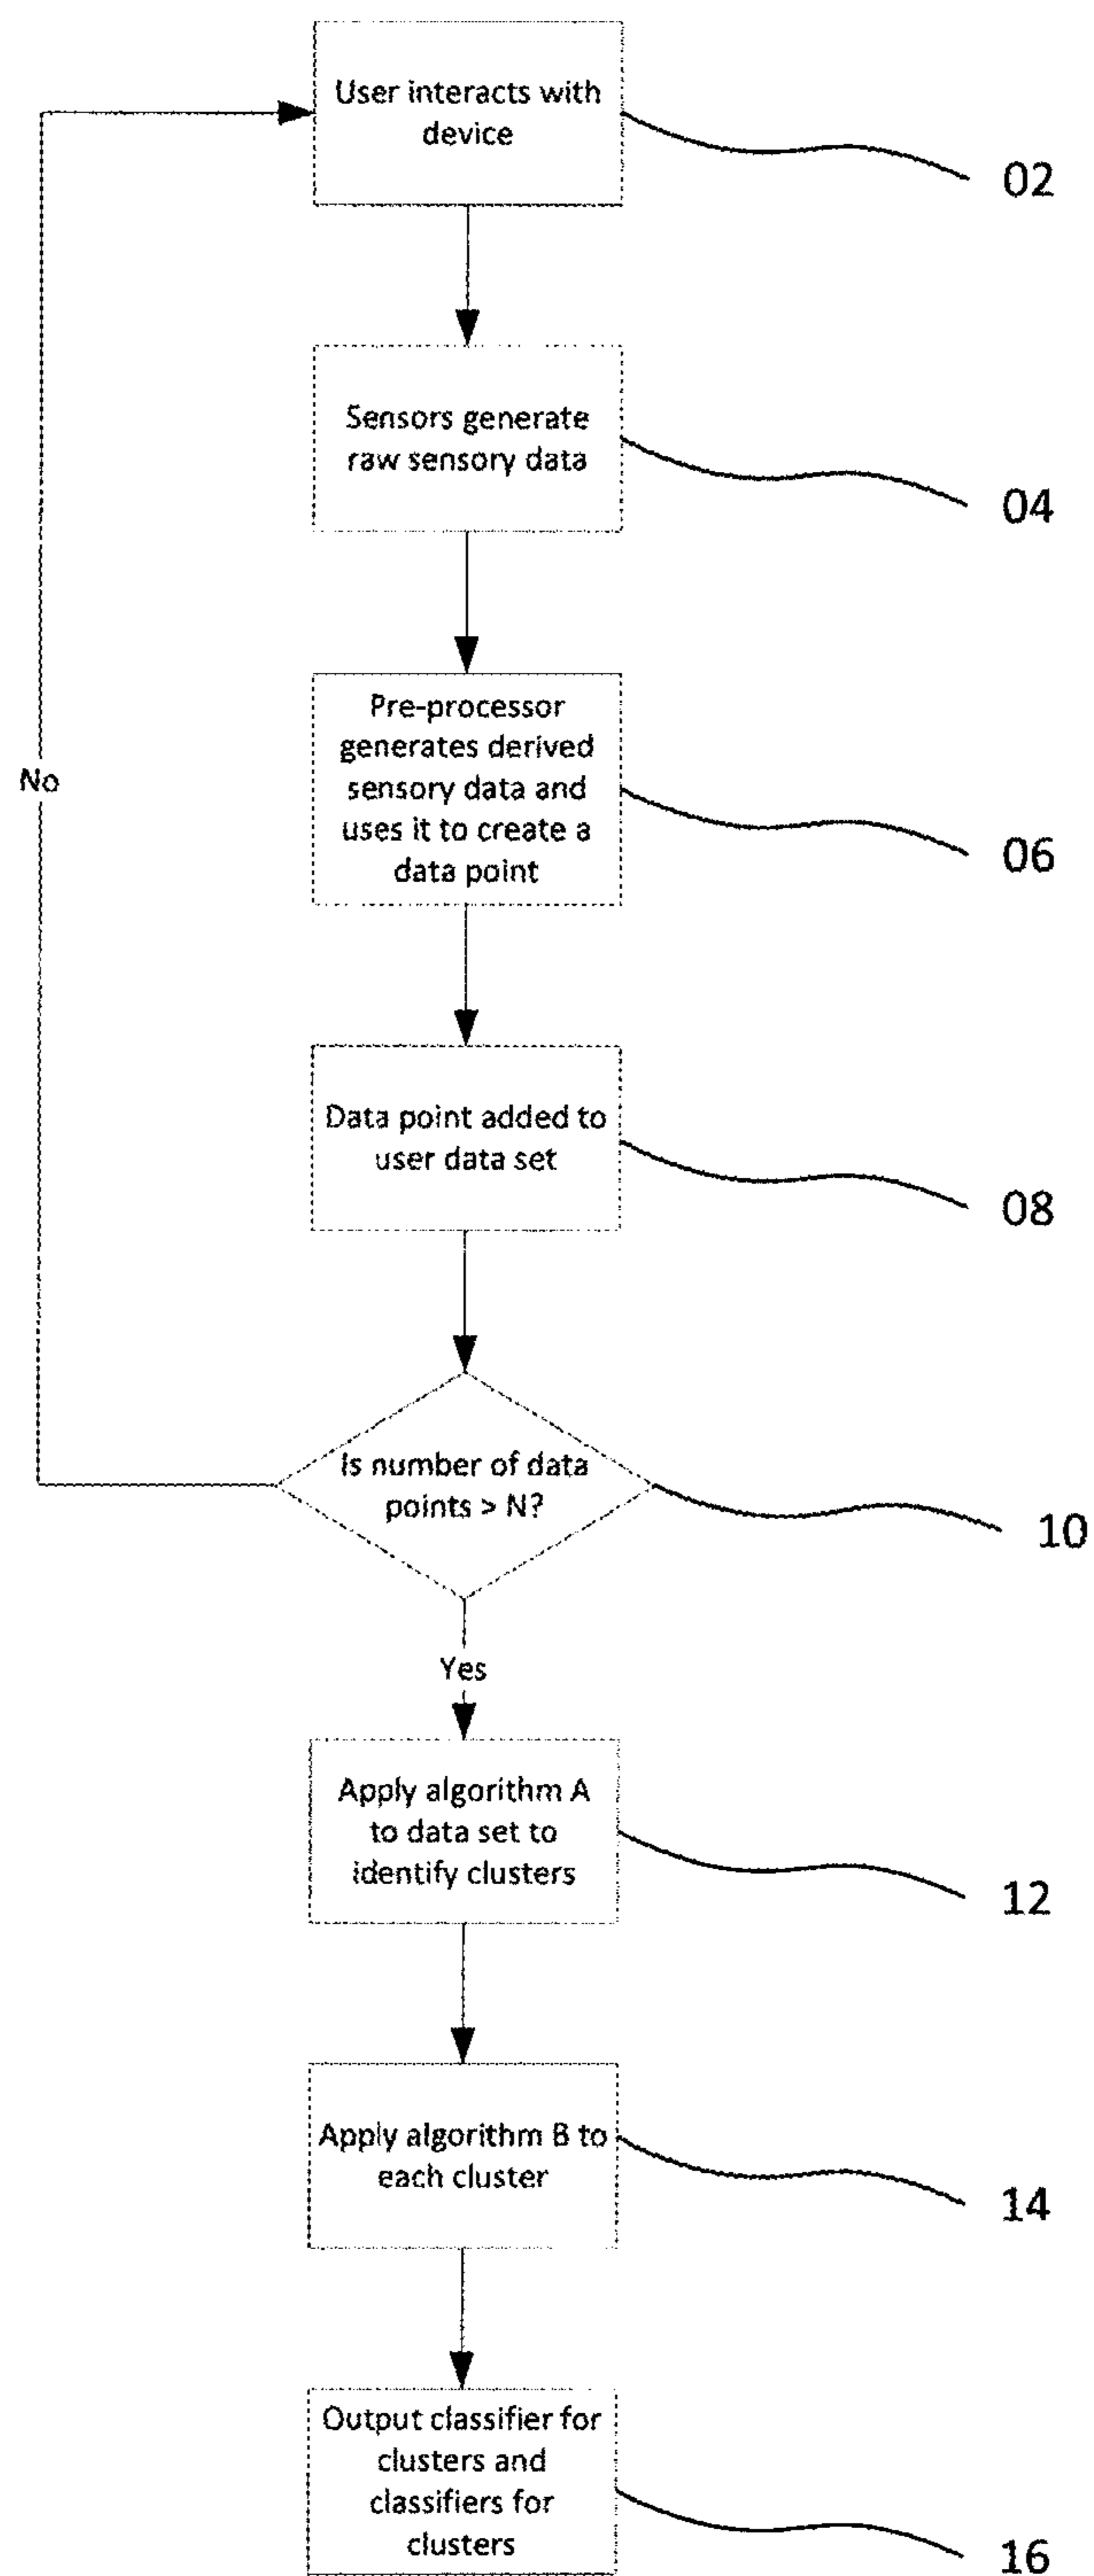 User interacts with
device
02
Sensors generate
raw sensory data
04
Pre-processor
generates derived
sensory data and
uses it to create a
data point
06
No
Data point added to
user data set
08
Is number of data
points > N?
10
Yes
Apply algorithm A
to data set to
identify clusters
12
Apply algorithm B to
each cluster
14
Output classifier for
clusters and
classifiers for
clusters
16